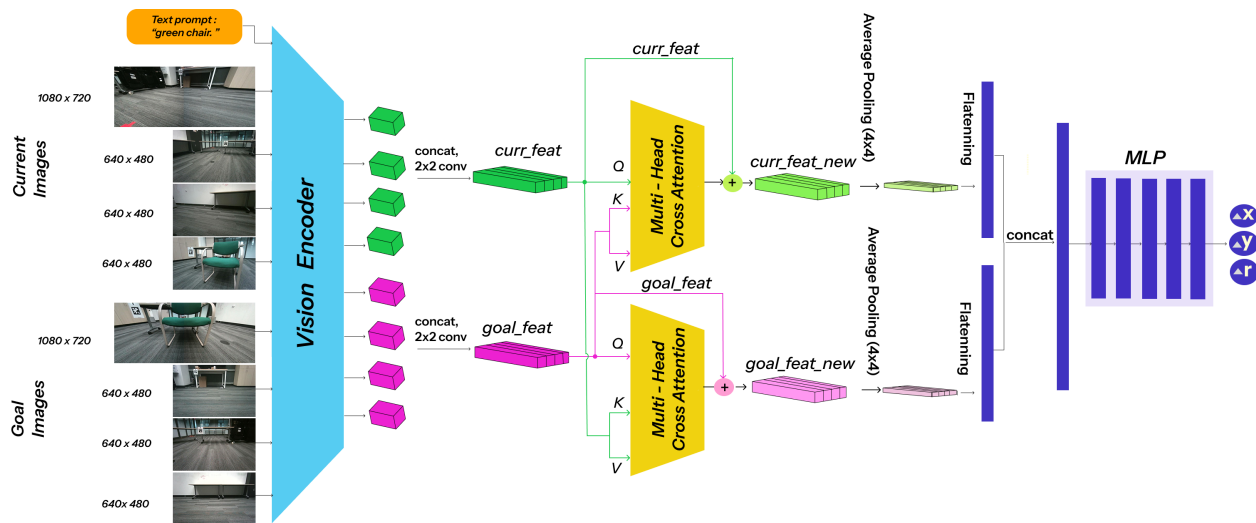 Text prompt :
“green chair. ”
1080 x 720
Current
Images
640 x 480
640 x 480
640 x 480
1080 x 720
Goal
Images
640 x 480
640 x 480
640x 480
Vision Encoder
concat,
2x2 conv
curr_feat
concat,
2x2 conv
goal_feat
curr_feat
Q
K
V
Multi - Head
Cross Attention
+
curr_feat_new
goal_feat
Q
K
V
Multi - Head
Cross Attention
+
goal_feat_new
Average Pooling (4x4)
Flatenning
Average Pooling (4x4)
Flatenning
concat
MLP
▲x
▲y
▲r